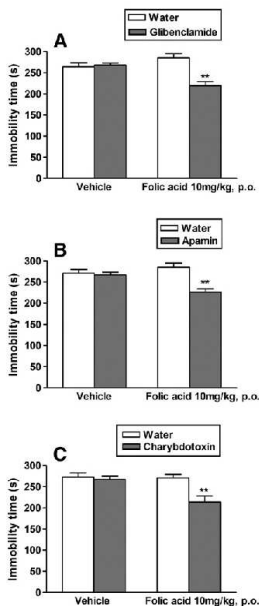 A
Water
Glibenclamide
Immobility time (s)
300
250
200
150
100
50
0
**
Vehicle
Folic acid 10mg/kg, p.o.
B
Water
Apamin
Immobility time (s)
300
250
200
150
100
50
0
**
Vehicle
Folic acid 10mg/kg, p.o.
C
Water
Charybdotoxin
Immobility time (s)
300
250
200
150
100
50
0
**
Vehicle
Folic acid 10mg/kg, p.o.